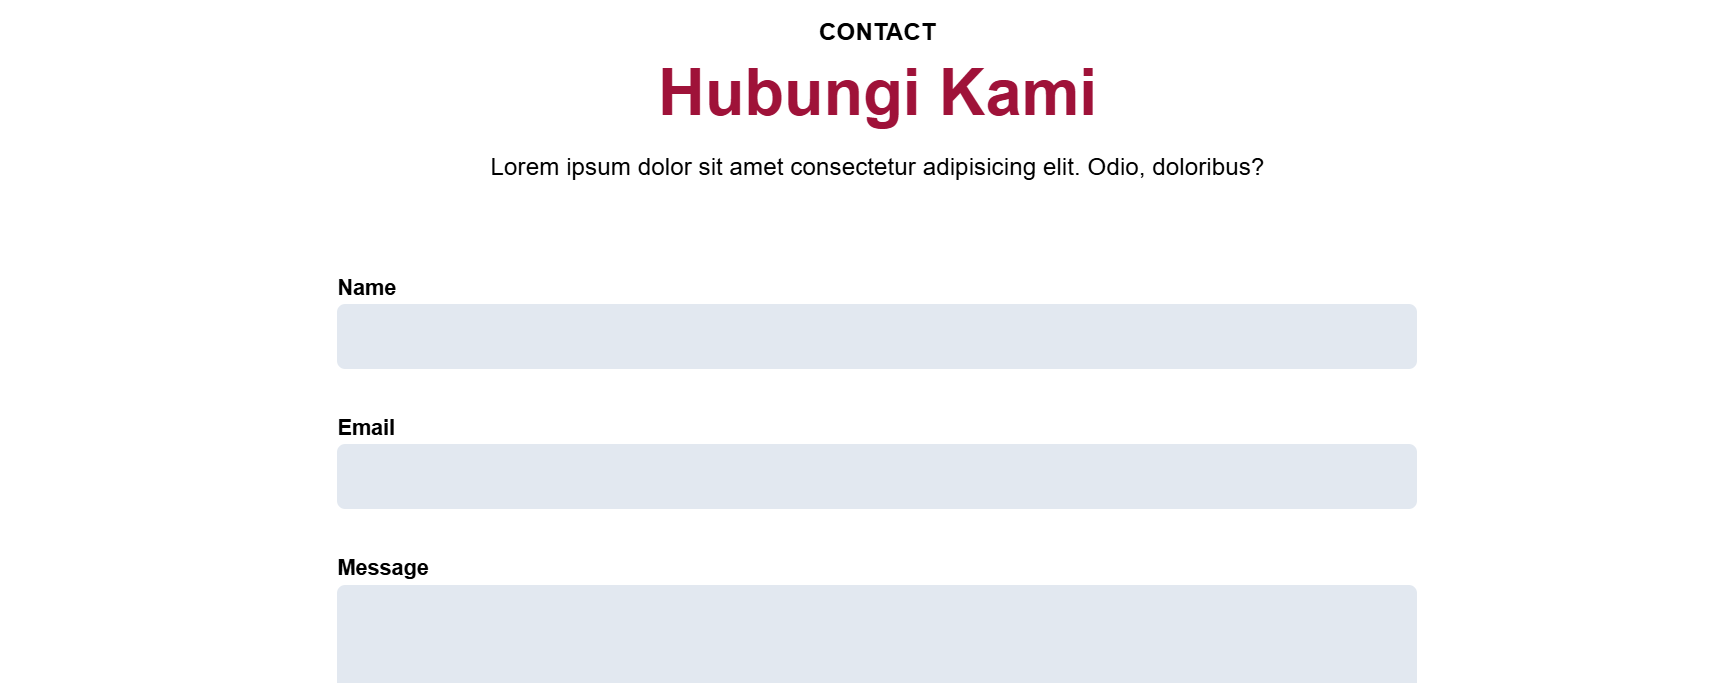 CONTACT
Hubungi Kami
Lorem ipsum dolor sit amet consectetur adipisicing elit. Odio, doloribus?
Name
Email
Message